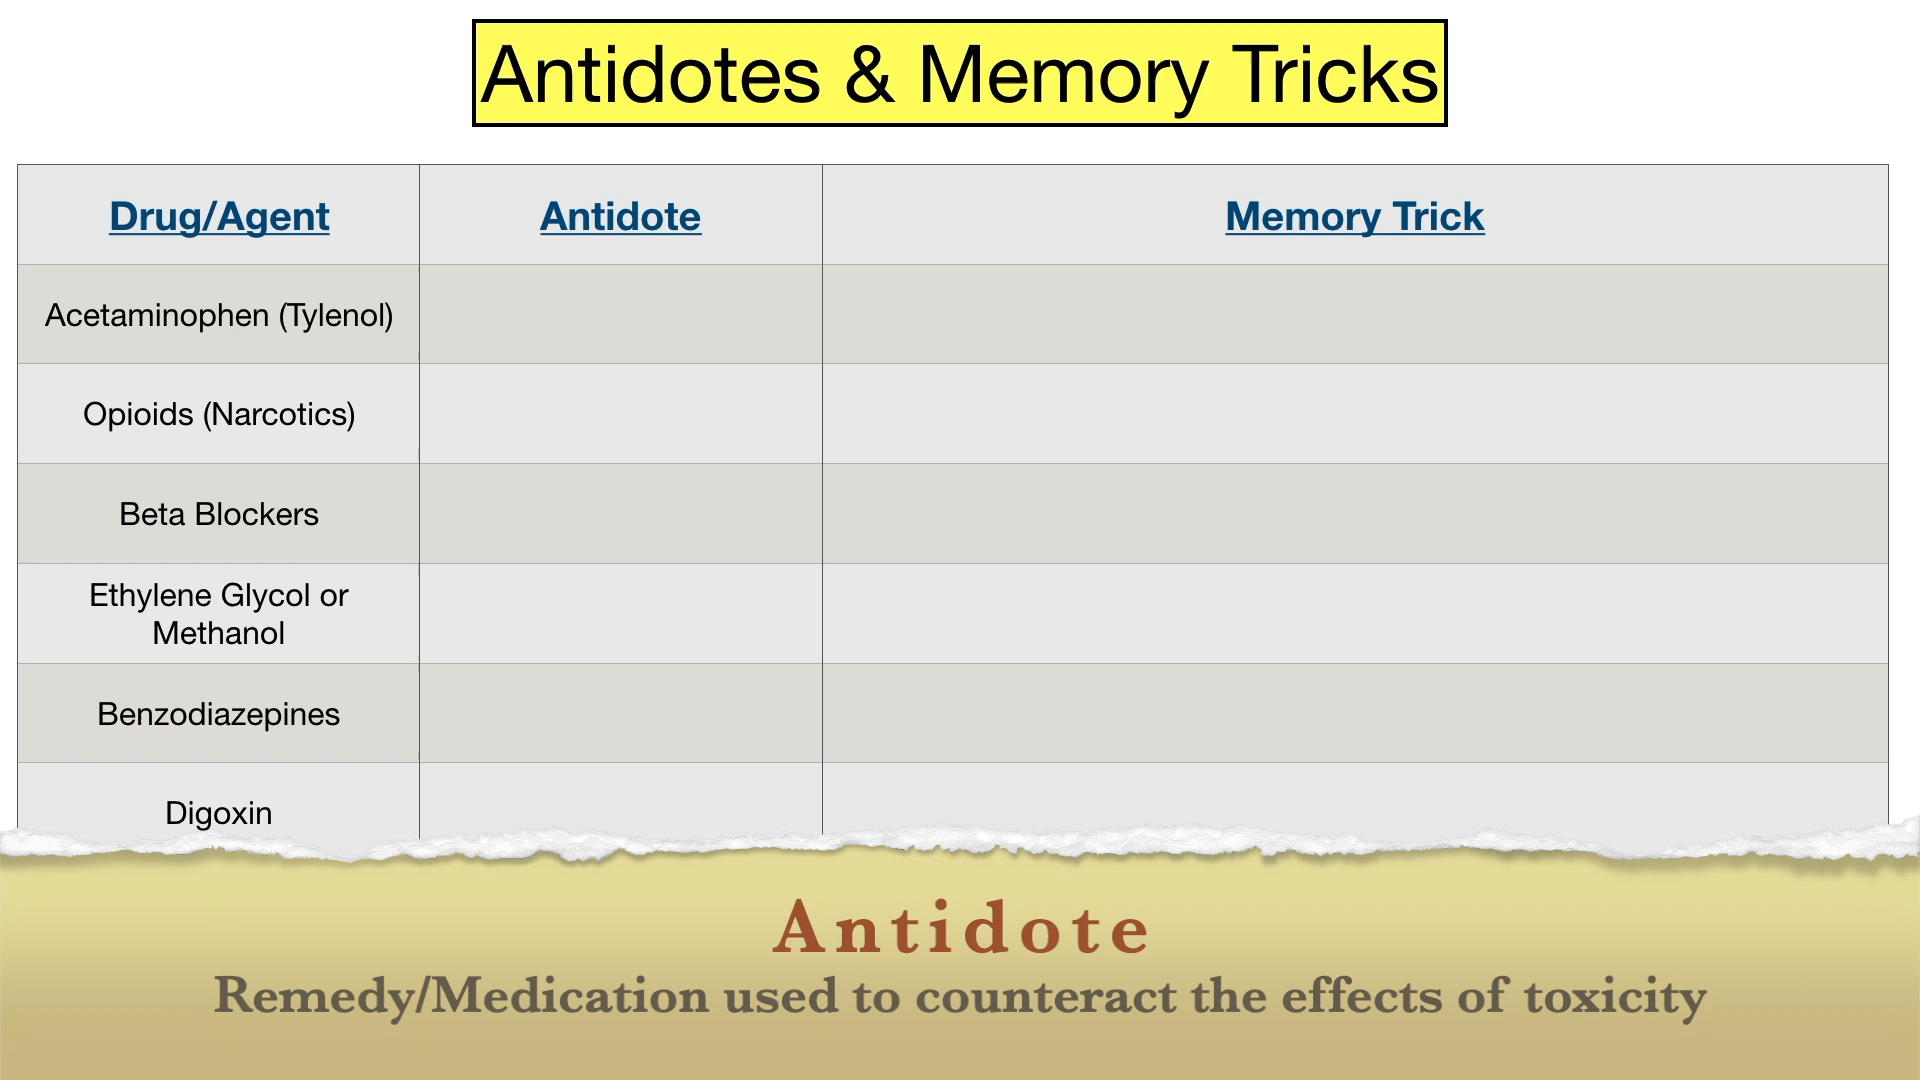 Antidotes & Memory Tricks
Drug/Agent Antidote Memory Trick
Acetaminophen (Tylenol)
Opioids (Narcotics)
Beta Blockers
Ethylene Glycol or
Methanol
Benzodiazepines
Digoxin
Antidote
Remedy/Medication used to counteract the effects of toxicity